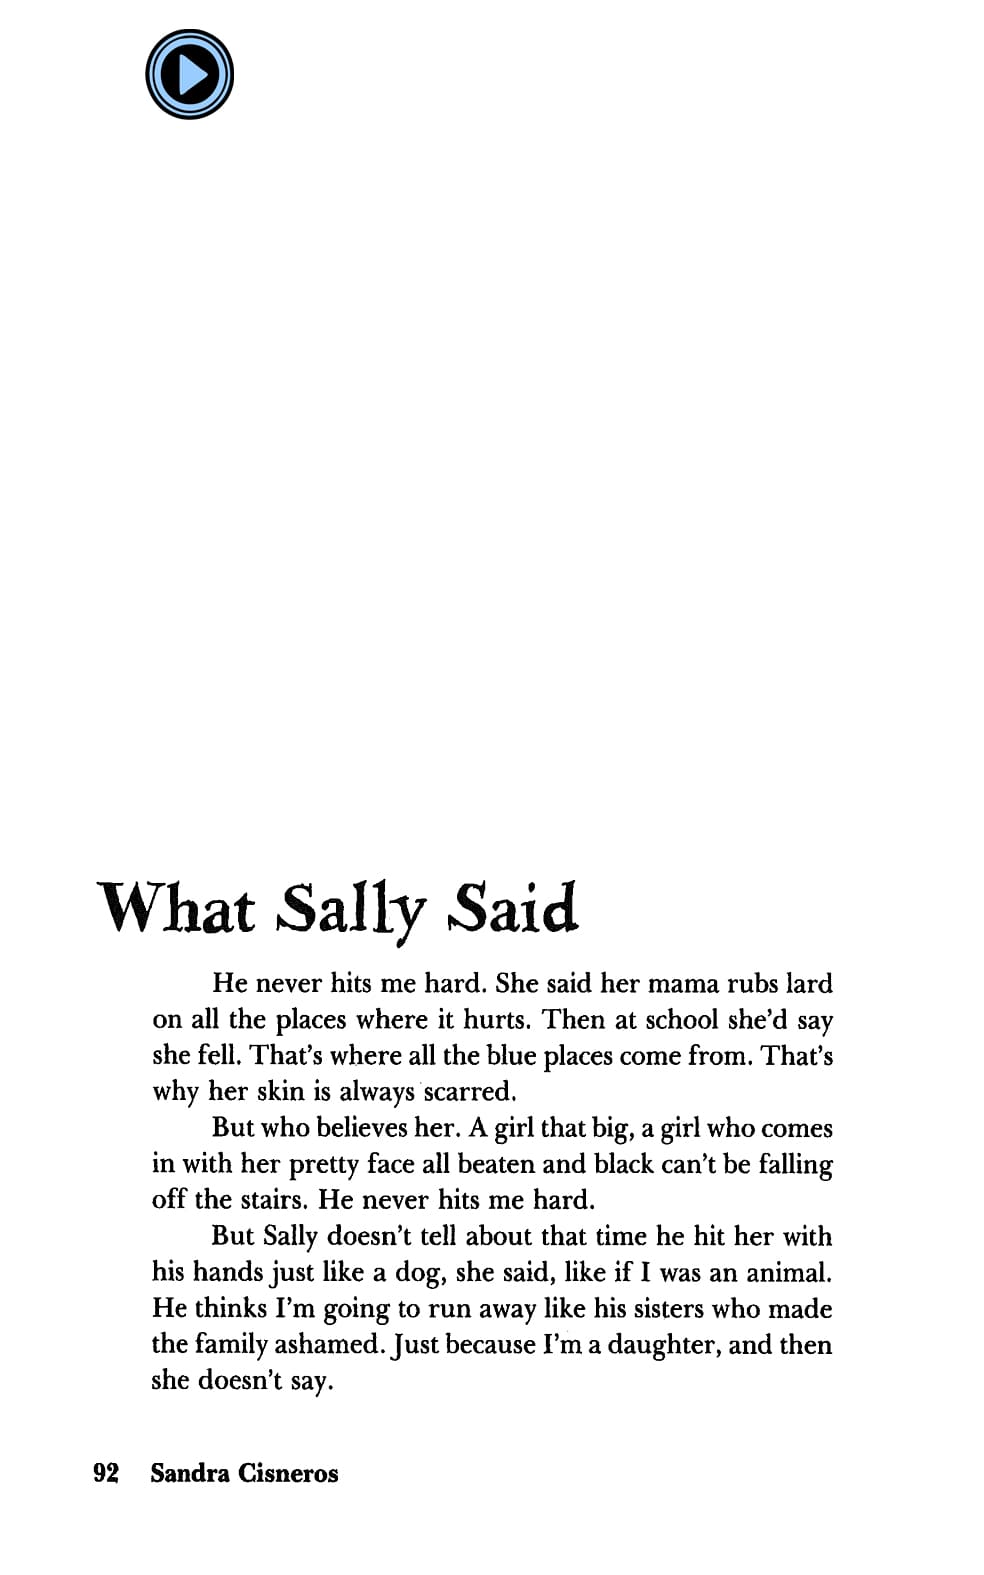 What Sally Said
He never hits me hard. She said her mama rubs lard
on all the places where it hurts. Then at school she'd say
she fell. That's where all the blue places come from. That's
why her skin is always scarred.
But who believes her. A girl that big, a girl who comes
in with her pretty face all beaten and black can't be falling
off the stairs. He never hits me hard.
But Sally doesn't tell about that time he hit her with
his hands just like a dog, she said, like if I was an animal.
He thinks I'm going to run away like his sisters who made
the family ashamed. Just because I'm a daughter, and then
she doesn't say.
92 Sandra Cisneros